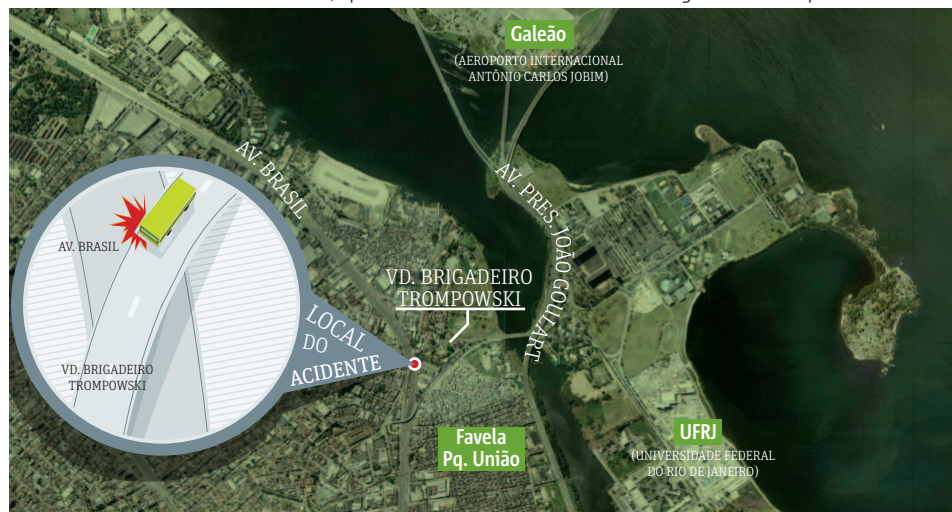 Galeão
(AEROPORTO INTERNACIONAL
ANTÔNIO CARLOS JOBIM)
AV. BRASIL
AV. PRES. JOÃO GOULART
AV. BRASIL
VD. BRIGADEIRO
TROMPOWSKI
LOCAL
DO
ACIDENTE
VD. BRIGADEIRO
TROMPOWSKI
Favela
Pq. União
UFRJ
(UNIVERSIDADE FEDERAL
DO RIO DE JANEIRO)